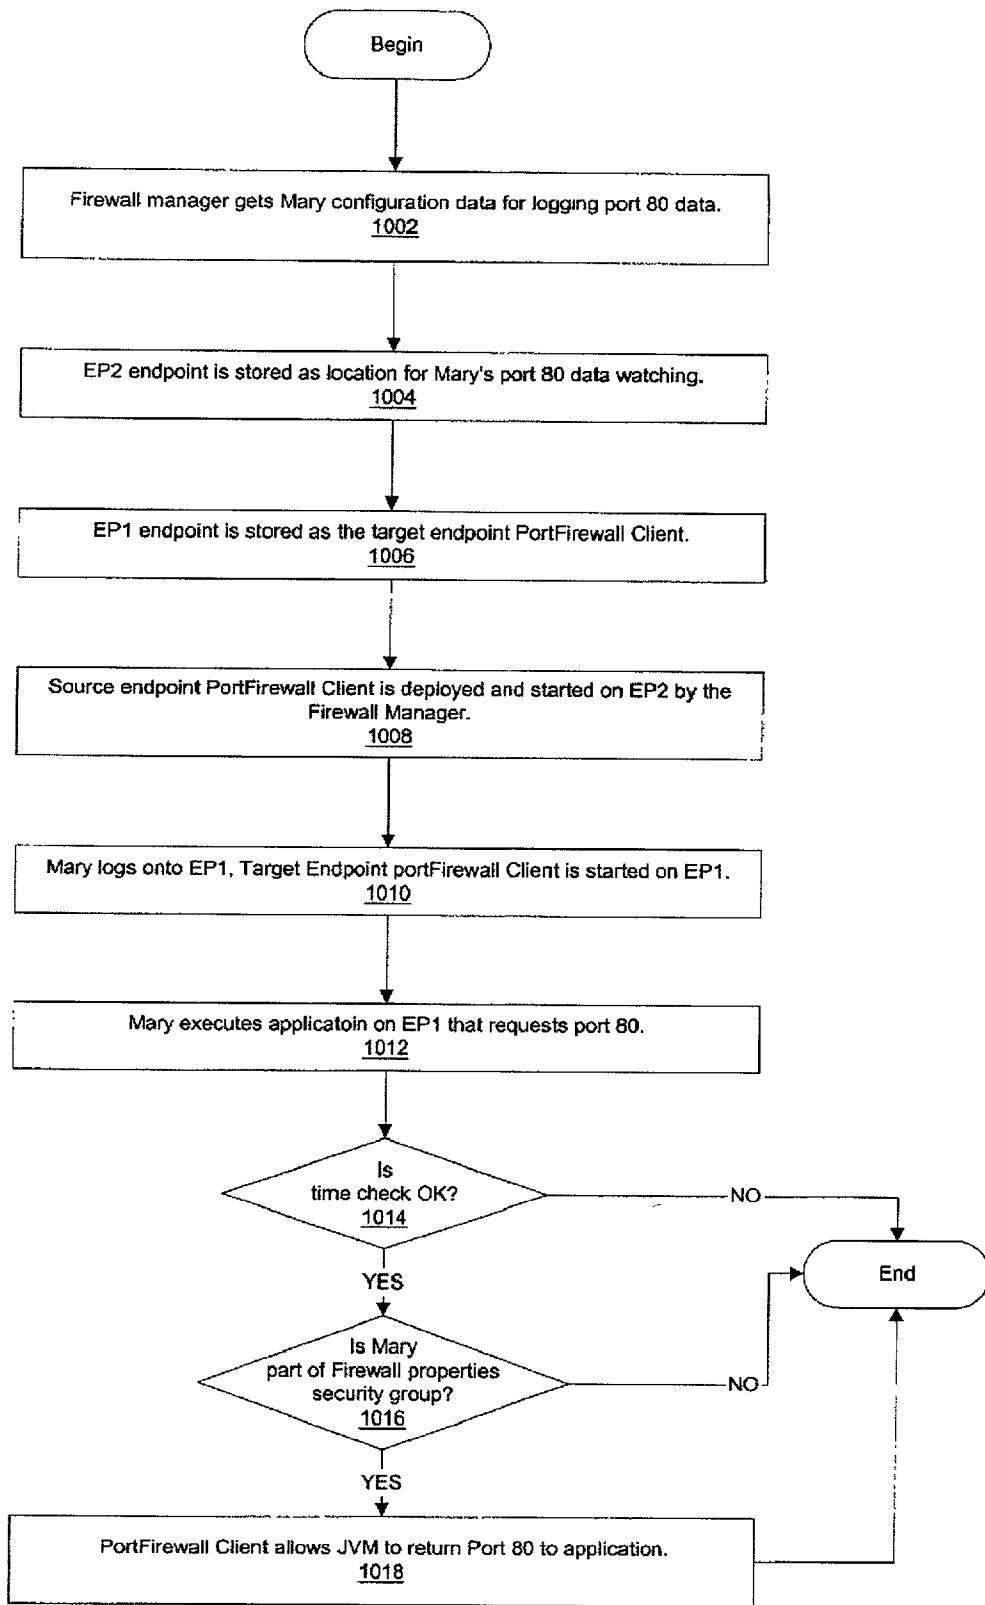 Begin
Firewall manager gets Mary configuration data for logging port 80 data.
1002
EP2 endpoint is stored as location for Mary's port 80 data watching.
1004
EP1 endpoint is stored as the target endpoint PortFirewall Client.
1006
Source endpoint PortFirewall Client is deployed and started on EP2 by the
Firewall Manager.
1008
Mary logs onto EP1, Target Endpoint portFirewall Client is started on EP1.
1010
Mary executes applicatoin on EP1 that requests port 80.
1012
Is
time check OK?
1014
NO
YES
End
Is Mary
part of Firewall properties
security group?
1016
NO
YES
PortFirewall Client allows JVM to return Port 80 to application.
1018